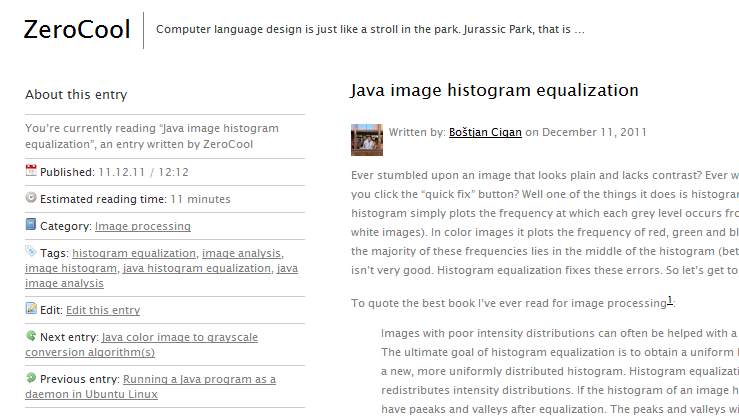 ZeroCool
Computer language design is just like a stroll in the park. Jurassic Park, that is ...
About this entry
You're currently reading “Java image histogram
equalization”, an entry written by ZeroCool
Published: 11.12.11 / 12:12
Estimated reading time: 11 minutes
Category: Image processing
Tags: histogram equalization, image analysis,
image histogram, java histogram equalization, java
image analysis
Edit: Edit this entry
Next entry: Java color image to grayscale
conversion algorithm(s)
Previous entry: Running a Java program as a
daemon in Ubuntu Linux
Java image histogram equalization
Written by: Boštjan Cigan on December 11, 2011
Ever stumbled upon an image that looks plain and lacks contrast? Ever w
you click the “quick fix” button? Well one of the things it does is histogra
histogram simply plots the frequency at which each grey level occurs fro
white images). In color images it plots the frequency of red, green and bl
the majority of these frequencies lies in the middle of the histogram (bet
isn't very good. Histogram equalization fixes these errors. So let's get to
To quote the best book I've ever read for image processing1:
Images with poor intensity distributions can often be helped with a
The ultimate goal of histogram equalization is to obtain a uniform
a new, more uniformly distributed histogram. Histogram equalizati
redistributes intensity distributions. If the histogram of an image h
have paeaks and valleys after equalization. The peaks and valleys wi